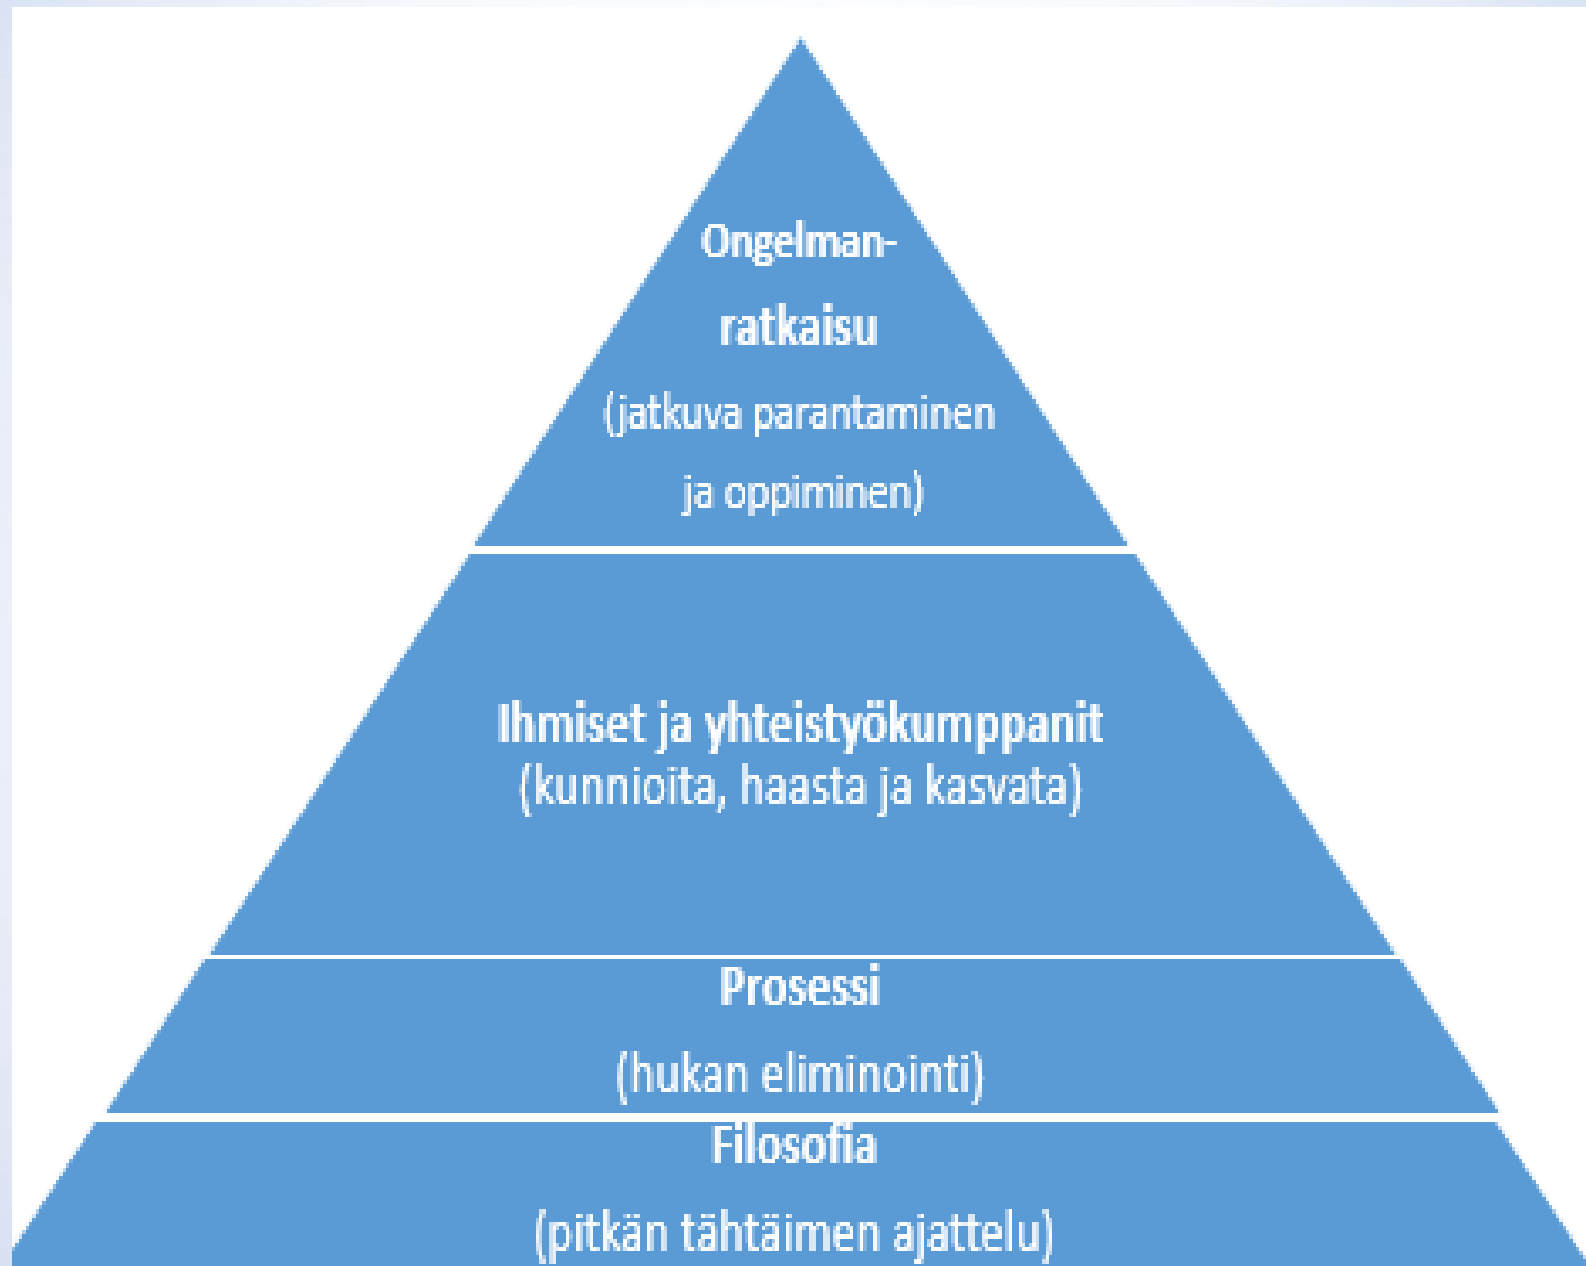 Ongelman-
ratkaisu
(jatkuva parantaminen
ja oppiminen)
Ihmiset ja yhteistyökumppanit
(kunnioita, haasta ja kasvata)
Prosessi
(hukan eliminointi)
Filosofia
(pitkän tähtäimen ajattelu)